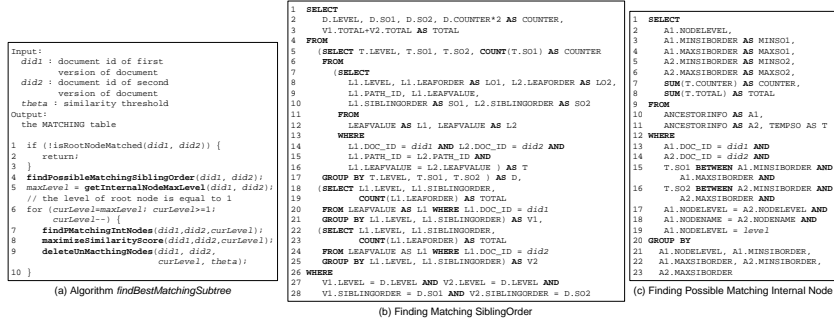 Input:
did1 : document id of first
version of document
did2 : document id of second
version of document
theta : similarity threshold
Output:
the MATCHING table
1 if (!isRootNodeMatched(did1, did2)) {
2 return;
3 }
4 findPossibleMatchingSiblingOrder(did1, did2);
5 maxLevel = getInternalNodeMaxLevel(did1, did2);
// the level of root node is equal to 1
6 for (curLevel=maxLevel; curLevel>=1;
curLevel--) {
7 findPMatchingIntNodes(did1,did2,curLevel);
8 maximizeSimilarityScore(did1,did2,curLevel);
9 deleteUnMacthingNodes(did1, did2,
curLevel, theta);
10 }
(a) Algorithm findBestMatchingSubtree
1 SELECT
2 D.LEVEL, D.SO1, D.SO2, D.COUNTER*2 AS COUNTER,
3 V1.TOTAL+V2.TOTAL AS TOTAL
4 FROM
5 (SELECT T.LEVEL, T.SO1, T.SO2, COUNT(T.SO1) AS COUNTER
6 FROM
7 (SELECT
8 L1.LEVEL, L1.LEAFORDER AS LO1, L2.LEAFORDER AS LO2,
9 L1.PATH_ID, L1.LEAFVALUE,
10 L1.SIBLINGORDER AS SO1, L2.SIBLINGORDER AS SO2
11 FROM
12 LEAFVALUE AS L1, LEAFVALUE AS L2
13 WHERE
14 L1.DOC_ID = did1 AND L2.DOC_ID = did2 AND
15 L1.PATH_ID = L2.PATH_ID AND
16 L1.LEAFVALUE = L2.LEAFVALUE ) AS T
17 GROUP BY T.LEVEL, T.SO1, T.SO2 ) AS D,
18 (SELECT L1.LEVEL, L1.SIBLINGORDER,
19 COUNT(L1.LEAFORDER) AS TOTAL
20 FROM LEAFVALUE AS L1 WHERE L1.DOC_ID = did1
21 GROUP BY L1.LEVEL, L1.SIBLINGORDER) AS V1,
22 (SELECT L1.LEVEL, L1.SIBLINGORDER,
23 COUNT(L1.LEAFORDER) AS TOTAL
24 FROM LEAFVALUE AS L1 WHERE L1.DOC_ID = did2
25 GROUP BY L1.LEVEL, L1.SIBLINGORDER) AS V2
26 WHERE
27 V1.LEVEL = D.LEVEL AND V2.LEVEL = D.LEVEL AND
28 V1.SIBLINGORDER = D.SO1 AND V2.SIBLINGORDER = D.SO2
(b) Finding Matching SiblingOrder
1 SELECT
2 A1.NODELEVEL,
3 A1.MINSIBORDER AS MINSO1,
4 A1.MAXSIBORDER AS MAXSO1,
5 A2.MINSIBORDER AS MINSO2,
6 A2.MAXSIBORDER AS MAXSO2,
7 SUM(T.COUNTER) AS COUNTER,
8 SUM(T.TOTAL) AS TOTAL
9 FROM
10 ANCESTORINFO AS A1,
11 ANCESTORINFO AS A2, TEMPSO AS T
12 WHERE
13 A1.DOC_ID = did1 AND
14 A2.DOC_ID = did2 AND
15 T.SO1 BETWEEN A1.MINSIBORDER AND
A1.MAXSIBORDER AND
16 T.SO2 BETWEEN A2.MINSIBORDER AND
A2.MAXSIBORDER AND
17 A1.NODELEVEL = A2.NODELEVEL AND
18 A1.NODENAME = A2.NODENAME AND
19 A1.NODELEVEL = level
20 GROUP BY
21 A1.NODELEVEL, A1.MINSIBORDER,
22 A1.MAXSIBORDER, A2.MINSIBORDER,
23 A2.MAXSIBORDER
(c) Finding Possible Matching Internal Node